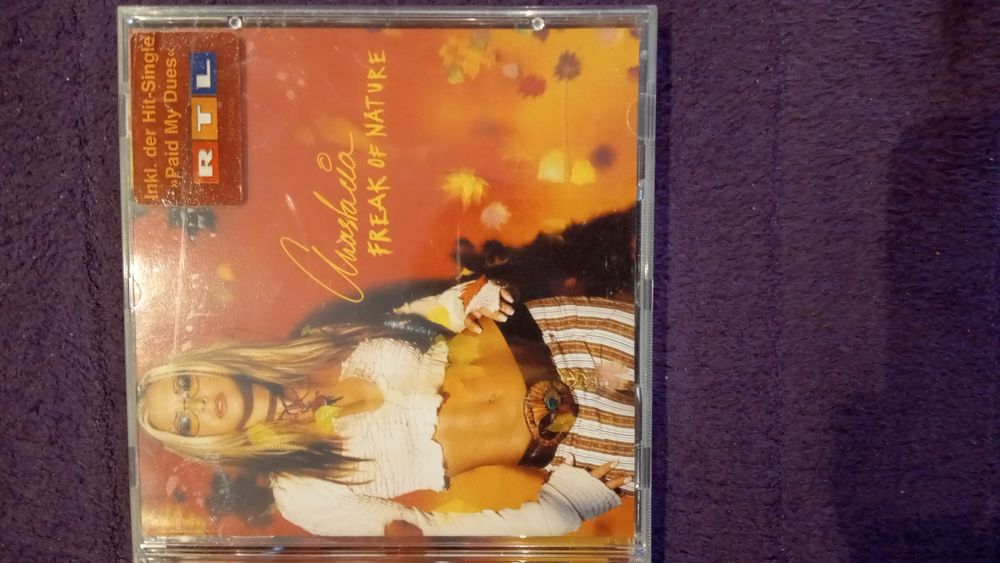 Inkl. der Hit-Single
»Paid My Dues«
RTL
Anastacia
FREAK OF NATURE